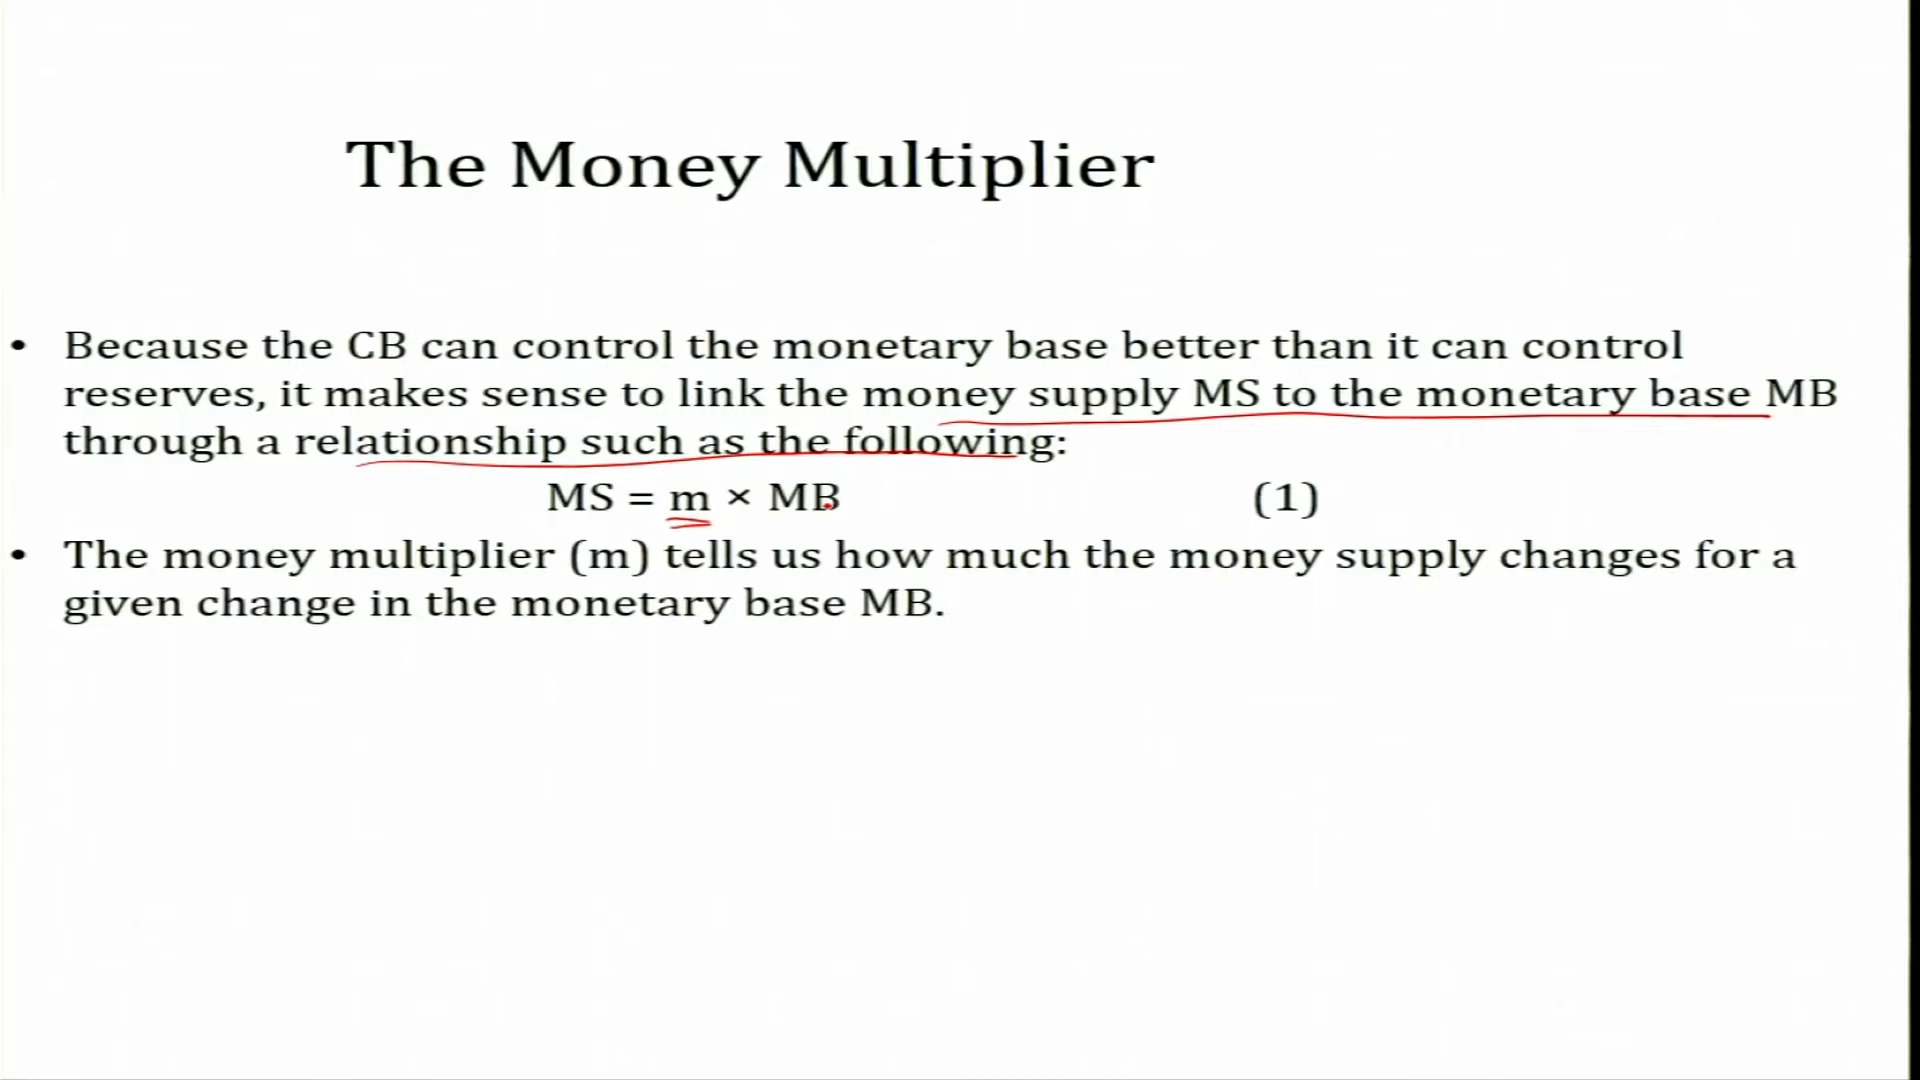 The Money Multiplier
• Because the CB can control the monetary base better than it can control
reserves, it makes sense to link the money supply MS to the monetary base MB
through a relationship such as the following:
MS = m × MB (1)
• The money multiplier (m) tells us how much the money supply changes for a
given change in the monetary base MB.